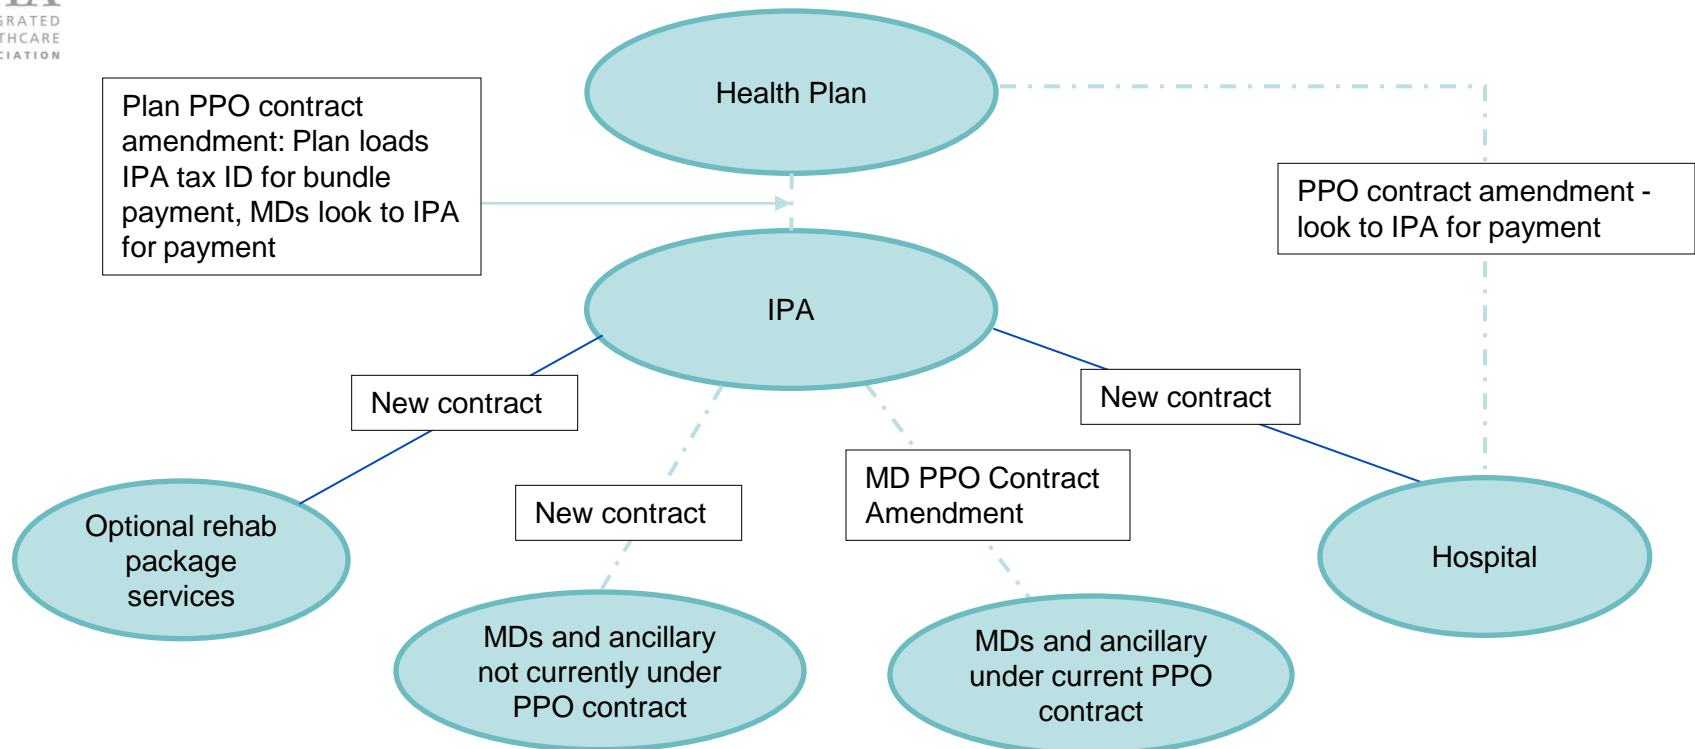 Health Plan
Plan PPO contract
amendment: Plan loads
IPA tax ID for bundle
payment, MDs look to IPA
for payment
PPO contract amendment -
look to IPA for payment
IPA
New contract
New contract
New contract
MD PPO Contract
Amendment
Optional rehab
package
services
Hospital
MDs and ancillary
not currently under
PPO contract
MDs and ancillary
under current PPO
contract